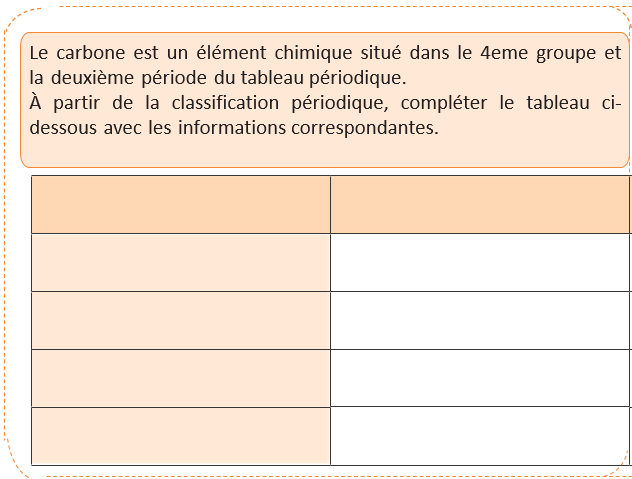 Le carbone est un élément chimique situé dans le 4eme groupe et
la deuxième période du tableau périodique.
À partir de la classification périodique, compléter le tableau ci-
dessous avec les informations correspondantes.